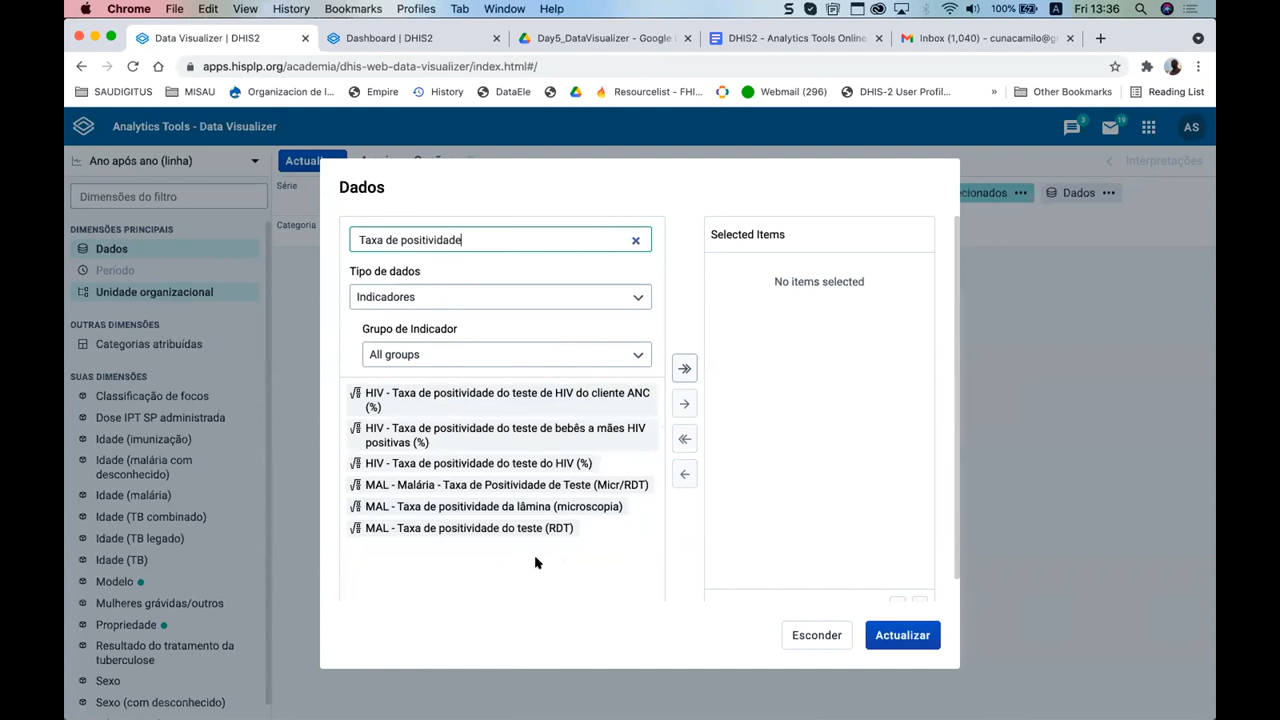 Chrome File Edit View History Bookmarks Profiles Tab Window Help 100% A Fri 13:36
Data Visualizer | DHIS2 Dashboard | DHIS2 Day5_DataVisualizer - Google DHIS2 - Analytics Tools Online Inbox (1,040) - cunacamilo@g
apps.hisplp.org/academia/dhis-web-data-visualizer/index.html#/
SAUDIGITUS MISAU Organizacion de I... Empire History DataEle Resourcelist - FHI... Webmail (296) DHIS-2 User Profil... » Other Bookmarks Reading List
Analytics Tools - Data Visualizer 3 19 AS
Ano após ano (linha)
Actuali
Interpretações
Dimensões do filtro
Série
ecionados
Dados
Categoria
DIMENSÕES PRINCIPAIS
Dados
Período
Unidade organizacional
OUTRAS DIMENSÕES
Categorias atribuídas
SUAS DIMENSÕES
Classificação de focos
Dose IPT SP administrada
Idade (imunização)
Idade (malária com
desconhecido)
Idade (malária)
Idade (TB combinado)
Idade (TB legado)
Idade (TB)
Modelo
Mulheres grávidas/outros
Propriedade
Resultado do tratamento da
tuberculose
Sexo
Sexo (com desconhecido)
Dados
Taxa de positividade
Tipo de dados
Indicadores
Grupo de Indicador
All groups
HIV - Taxa de positividade do teste de HIV do cliente ANC
(%)
HIV - Taxa de positividade do teste de bebês a mães HIV
positivas (%)
HIV - Taxa de positividade do teste do HIV (%)
MAL - Malária - Taxa de Positividade de Teste (Micr/RDT)
MAL - Taxa de positividade da lâmina (microscopia)
MAL - Taxa de positividade do teste (RDT)
Selected Items
No items selected
Esconder
Actualizar